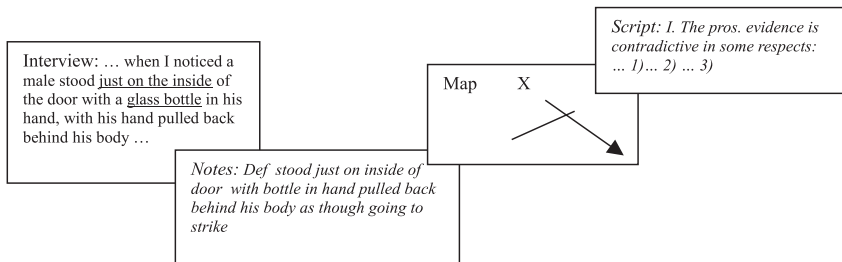 Interview: … when I noticed a
male stood just on the inside of
the door with a glass bottle in his
hand, with his hand pulled back
behind his body …
Notes: Def stood just on inside of
door with bottle in hand pulled back
behind his body as though going to
strike
Map X
Script: I. The pros. evidence is
contradictive in some respects:
… 1)… 2) … 3)